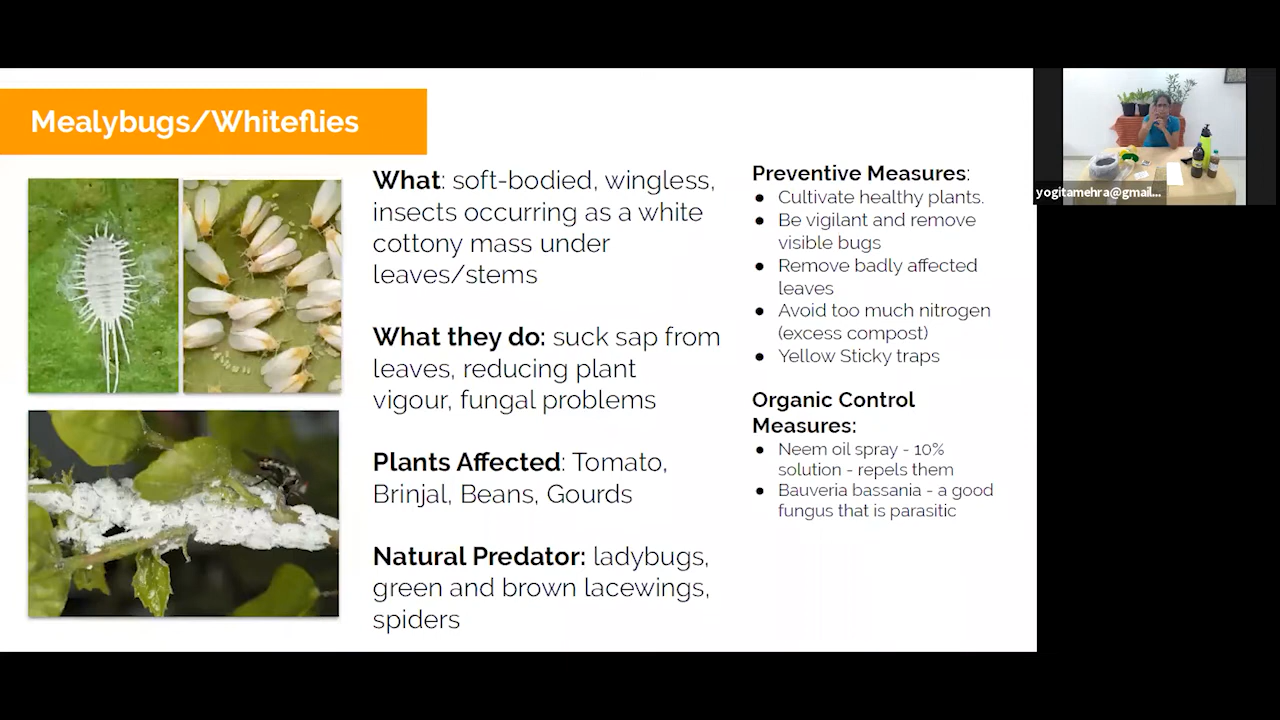 Mealybugs/Whiteflies
What: soft-bodied, wingless,
insects occurring as a white
cottony mass under
leaves/stems
What they do: suck sap from
leaves, reducing plant
vigour, fungal problems
Plants Affected: Tomato,
Brinjal, Beans, Gourds
Natural Predator: ladybugs,
green and brown lacewings,
spiders
Preventive Measures:
● Cultivate healthy plants.
● Be vigilant and remove
visible bugs
● Remove badly affected
leaves
● Avoid too much nitrogen
(excess compost)
● Yellow Sticky traps
Organic Control
Measures:
● Neem oil spray - 10%
solution - repels them
● Bauveria bassania - a good
fungus that is parasitic
yogitamehra@gmail...